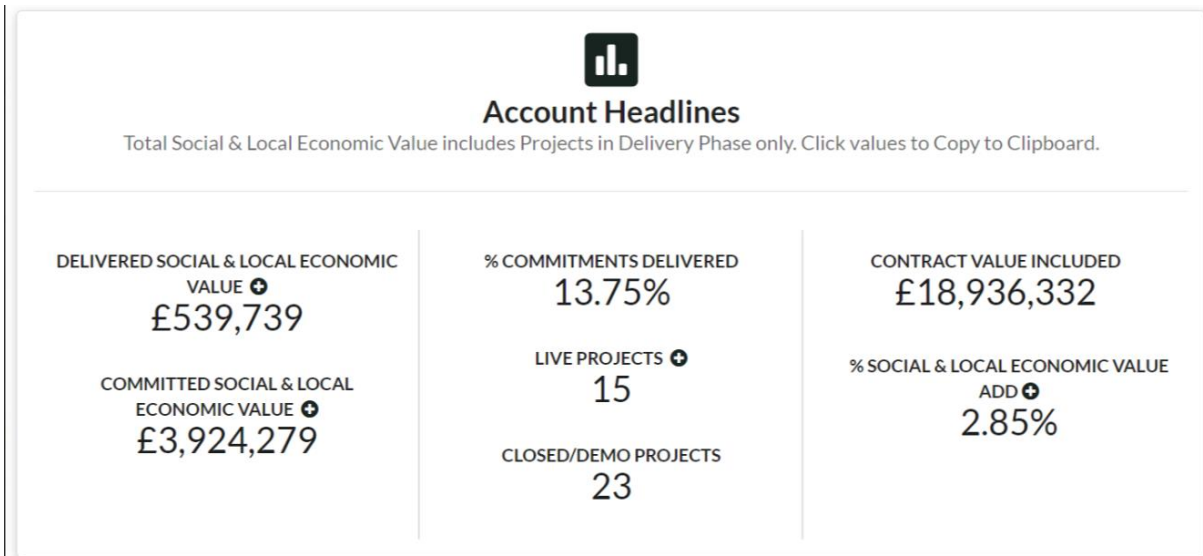 Account Headlines
Total Social & Local Economic Value includes Projects in Delivery Phase only. Click values to Copy to Clipboard.
DELIVERED SOCIAL & LOCAL ECONOMIC
VALUE
£539,739
COMMITTED SOCIAL & LOCAL
ECONOMIC VALUE
£3,924,279
% COMMITMENTS DELIVERED
13.75%
LIVE PROJECTS
15
CLOSED/DEMO PROJECTS
23
CONTRACT VALUE INCLUDED
£18,936,332
% SOCIAL & LOCAL ECONOMIC VALUE
ADD
2.85%